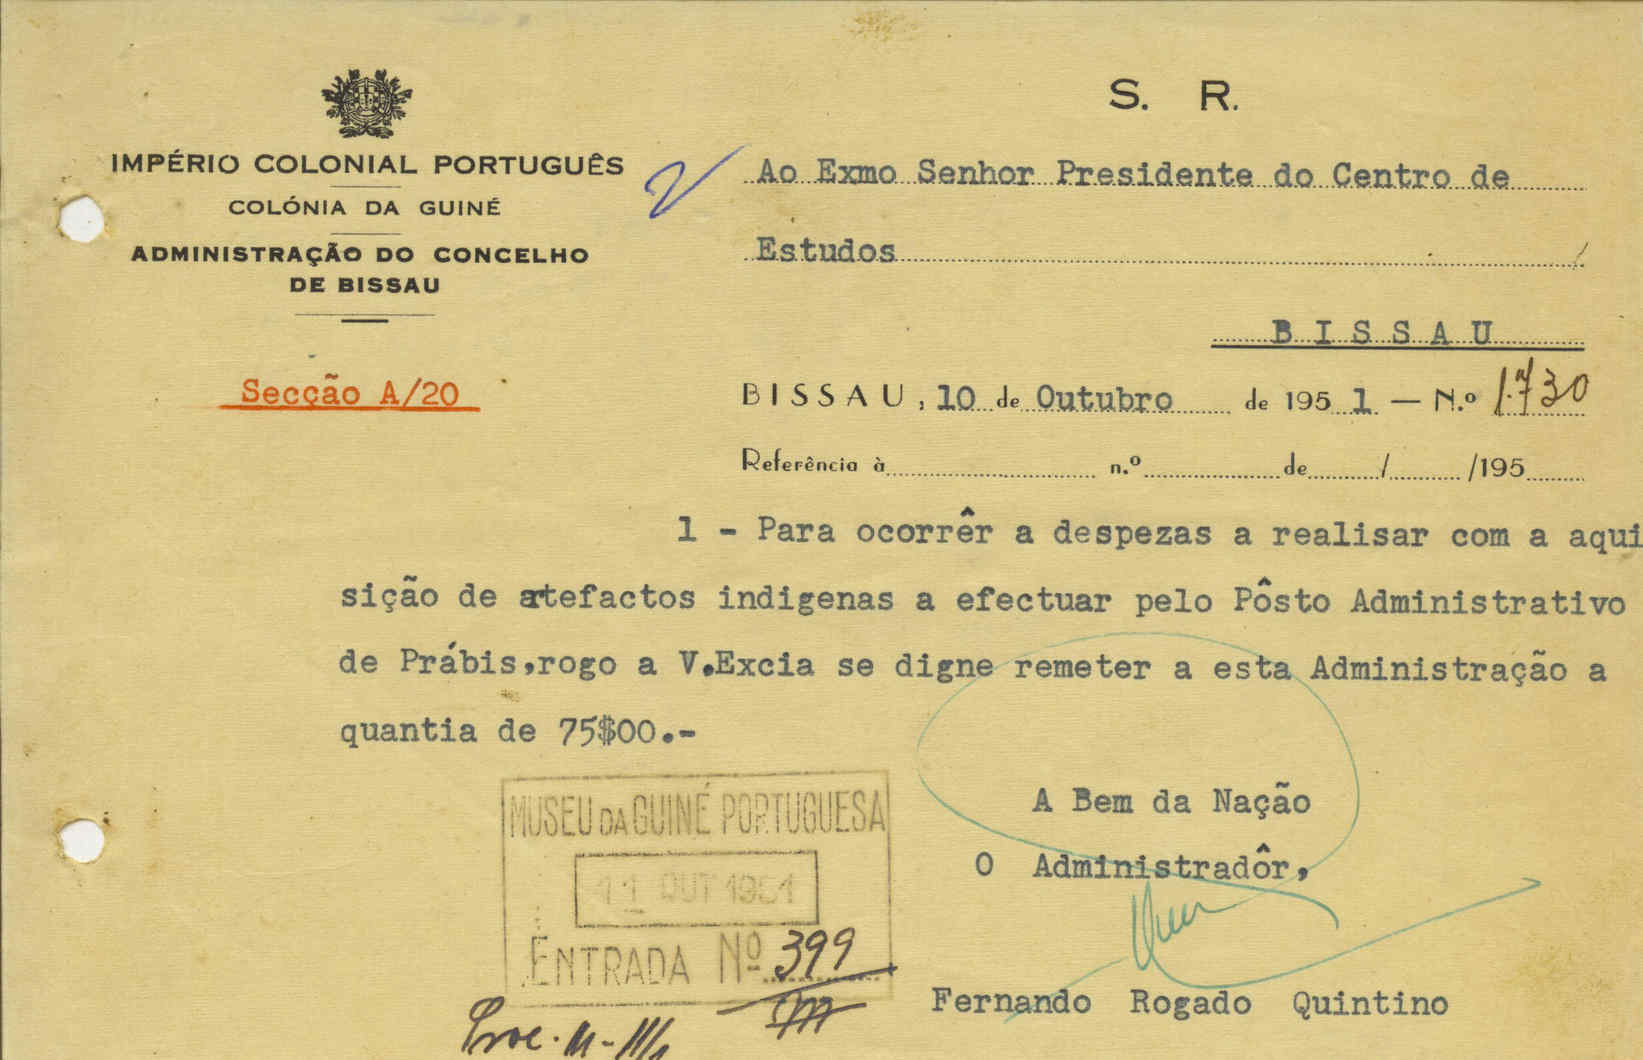 S. R.
IMPÉRIO COLONIAL PORTUGUÊS
COLÓNIA DA GUINÉ
ADMINISTRAÇÃO DO CONCELHO
DE BISSAU
Secção A/20
Ao Exmo Senhor Presidente do Centro de
Estudos
BISSAU
BISSAU, 10 de Outubro de 1951 — N.º 1.730
Referência à n.º de / /195
1 - Para ocorrêr a despezas a realisar com a aqui
sição de artefactos indigenas a efectuar pelo Pôsto Administrativo
de Prábis,rogo a V.Excia se digne remeter a esta Administração a
quantia de 75$00.-
A Bem da Nação
O Administradôr,
Fernando Rogado Quintino
MUSEU DA GUINÉ PORTUGUESA
11 OUT 1951
ENTRADA Nº 399